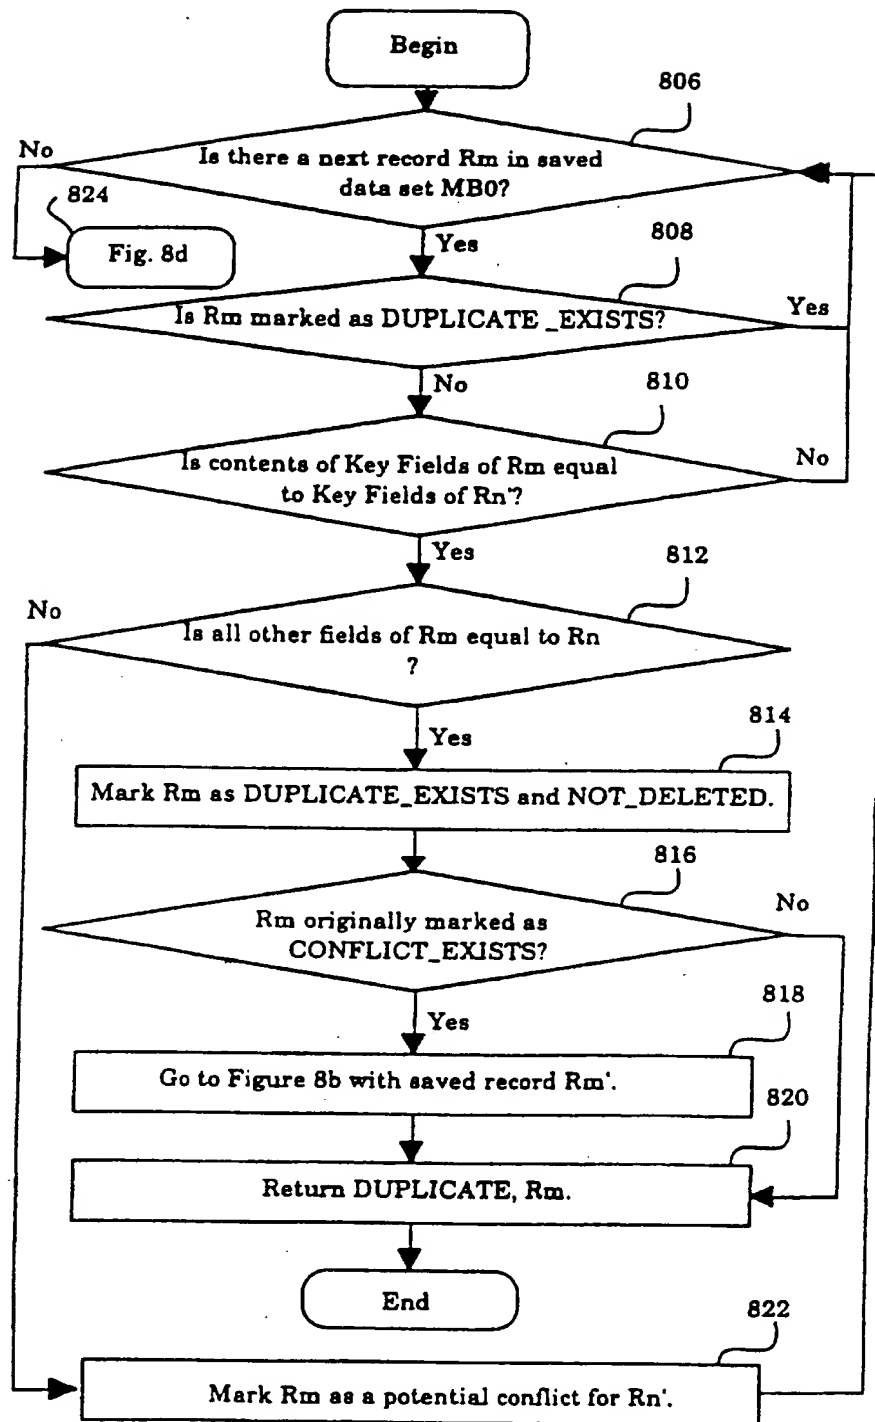 Begin
806
No
Is there a next record Rm in saved
data set MB0?
824
Fig. 8d
Yes
808
Is Rm marked as DUPLICATE_EXISTS?
Yes
No
810
Is contents of Key Fields of Rm equal
to Key Fields of Rn'?
No
Yes
812
No
Is all other fields of Rm equal to Rn
?
Yes
814
Mark Rm as DUPLICATE_EXISTS and NOT_DELETED.
816
Rm originally marked as
CONFLICT_EXISTS?
No
Yes
818
Go to Figure 8b with saved record Rm'.
820
Return DUPLICATE, Rm.
End
822
Mark Rm as a potential conflict for Rn'.